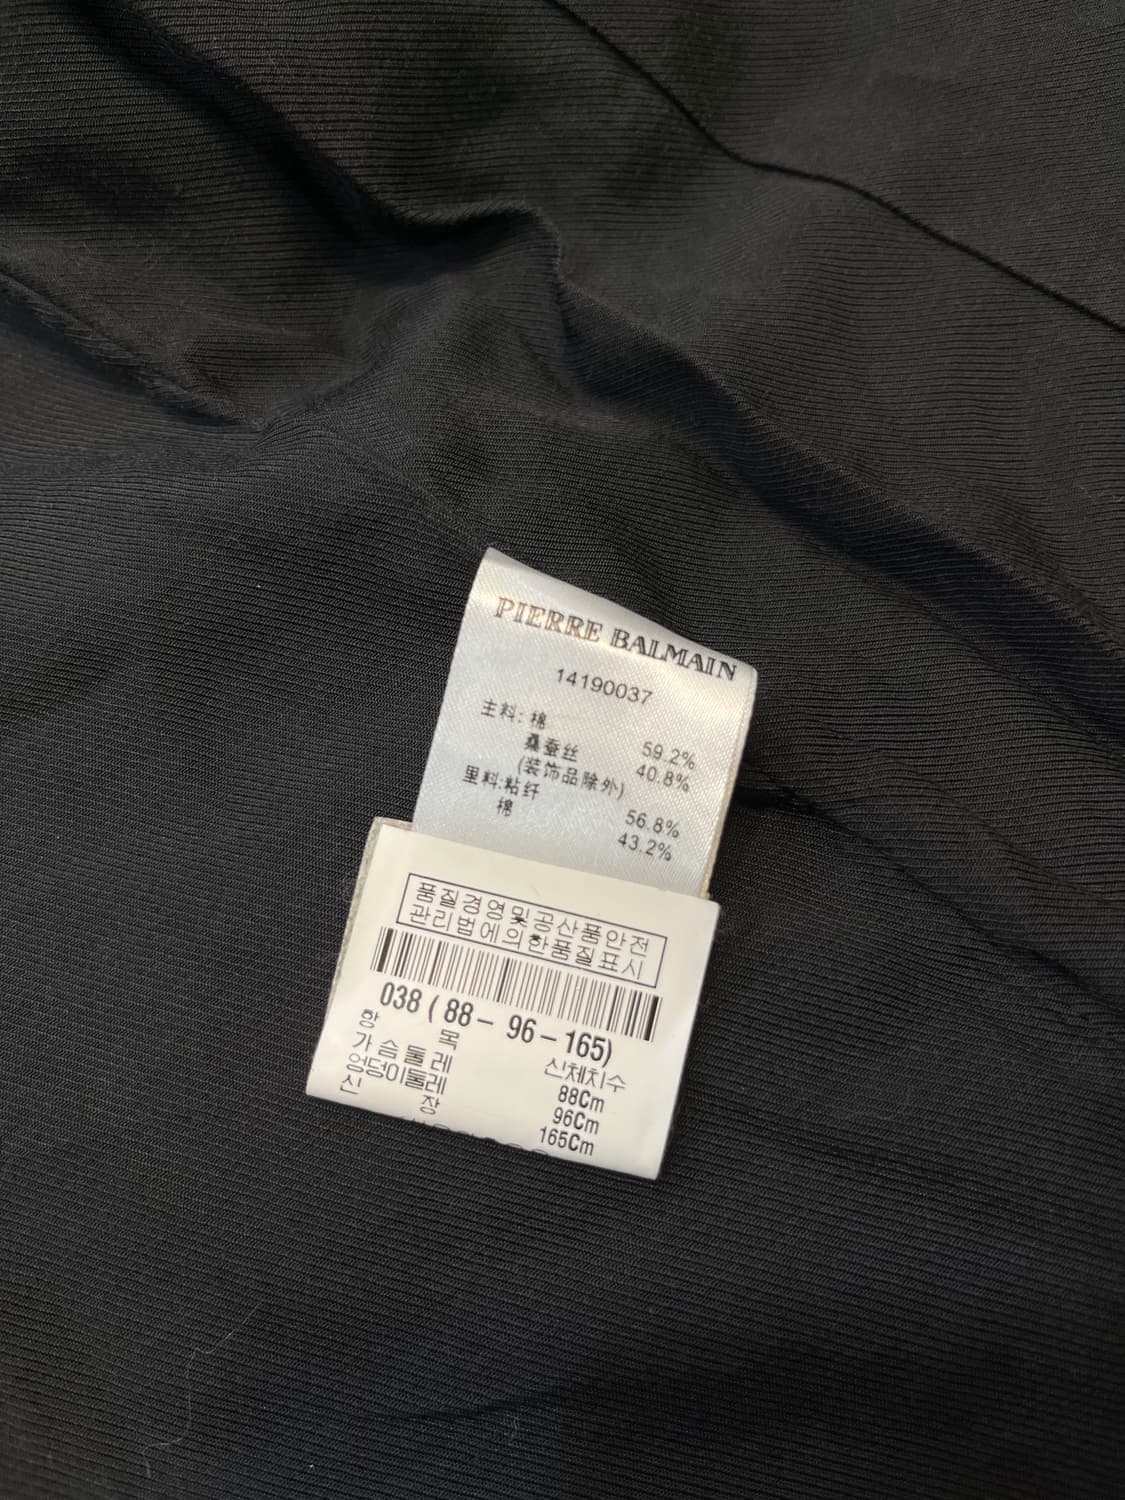 PIERRE BALMAIN
14190037
主料: 棉 59.2%
桑蚕丝 40.8%
(装饰品除外)
里料:粘纤 56.8%
棉 43.2%
품질경영및공산품안전
관리법에의한품질표시
038 ( 88 – 96 – 165)
항 목 신체치수
가슴둘레 88Cm
엉덩이둘레 96Cm
신 장 165Cm